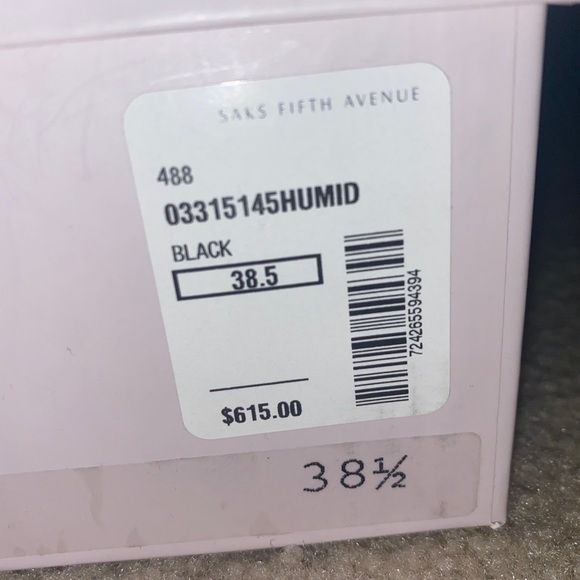 SAKS FIFTH AVENUE
488
03315145HUMID
BLACK
38.5
724265594394
$615.00
38½